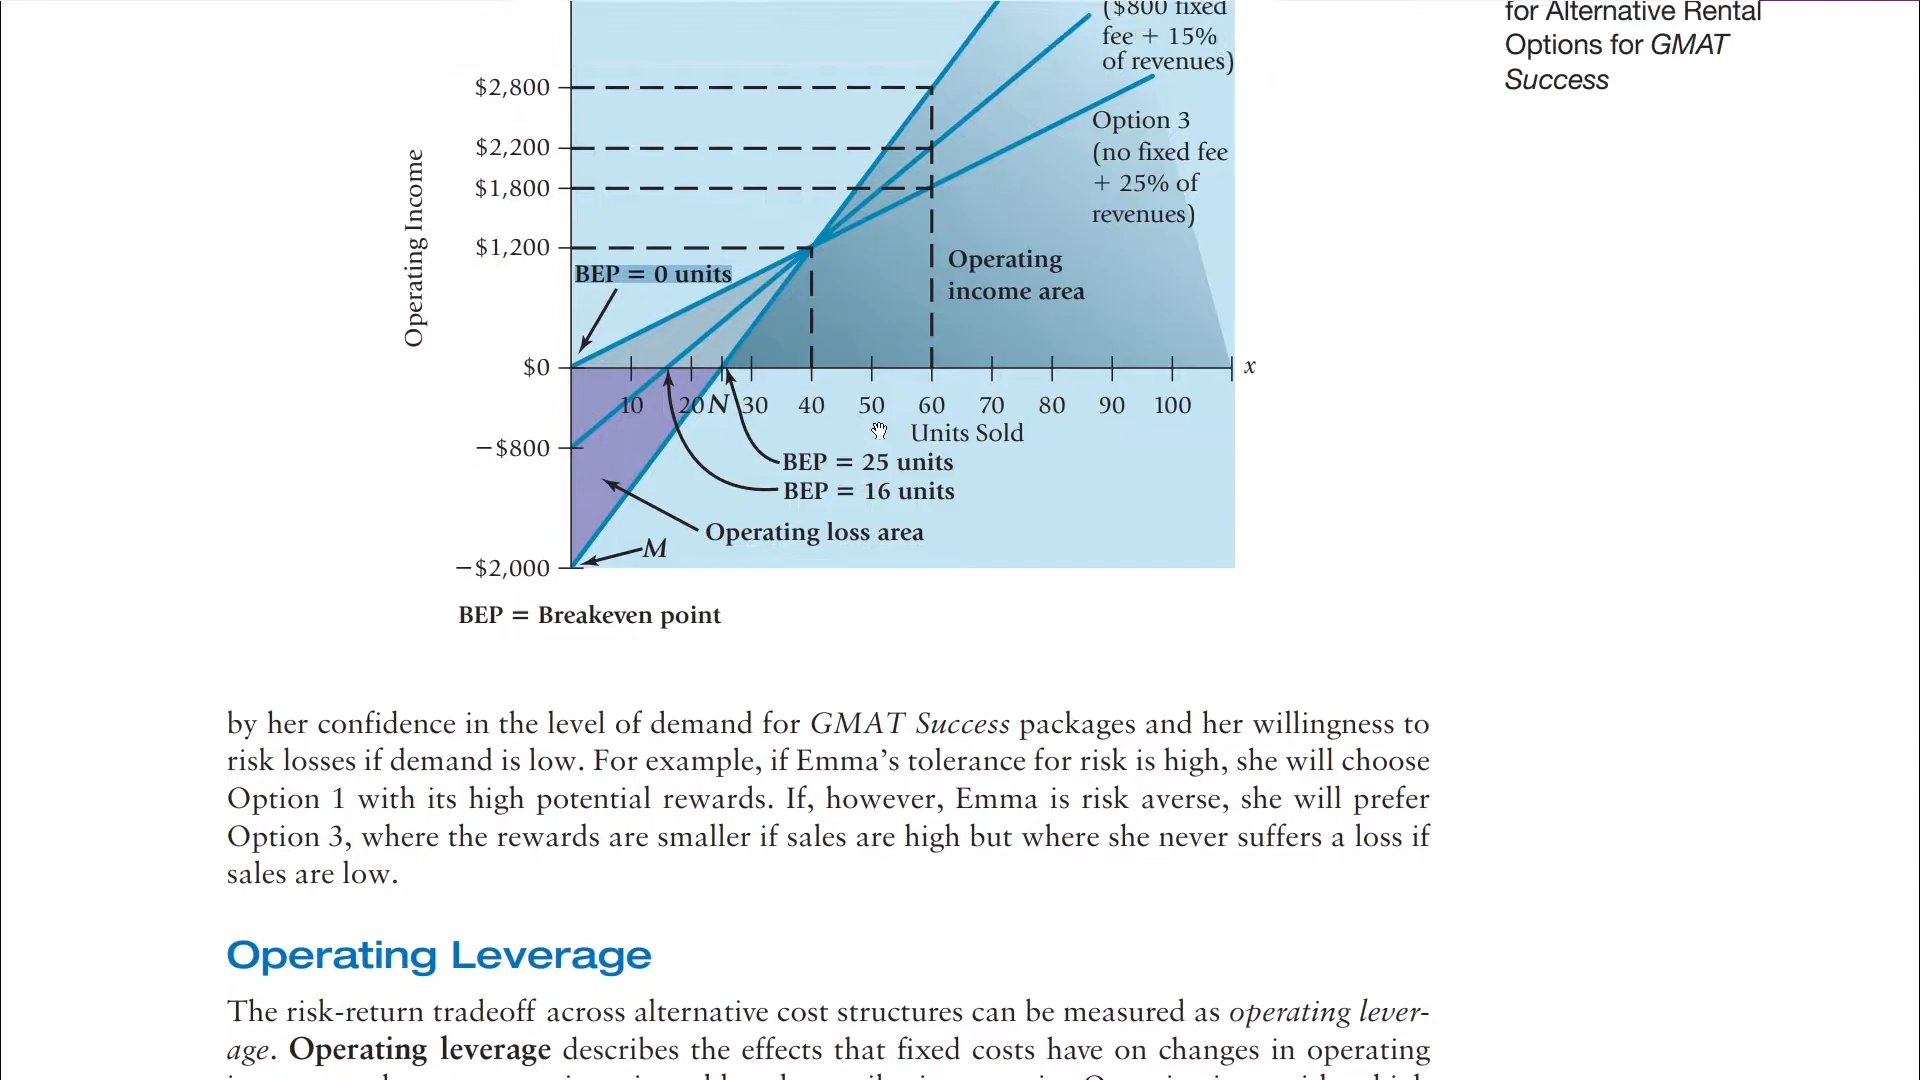 ($800 fixed
fee + 15%
of revenues)
for Alternative Rental
Options for GMAT
Success
$2,800
$2,200
$1,800
$1,200
$0
−$800
−$2,000
Operating Income
Option 3
(no fixed fee
+ 25% of
revenues)
Operating
income area
BEP = 0 units
x
10 20 N 30 40 50 60 70 80 90 100
Units Sold
BEP = 25 units
BEP = 16 units
Operating loss area
M
BEP = Breakeven point
by her confidence in the level of demand for GMAT Success packages and her willingness to
risk losses if demand is low. For example, if Emma’s tolerance for risk is high, she will choose
Option 1 with its high potential rewards. If, however, Emma is risk averse, she will prefer
Option 3, where the rewards are smaller if sales are high but where she never suffers a loss if
sales are low.
Operating Leverage
The risk-return tradeoff across alternative cost structures can be measured as operating lever-
age. Operating leverage describes the effects that fixed costs have on changes in operating